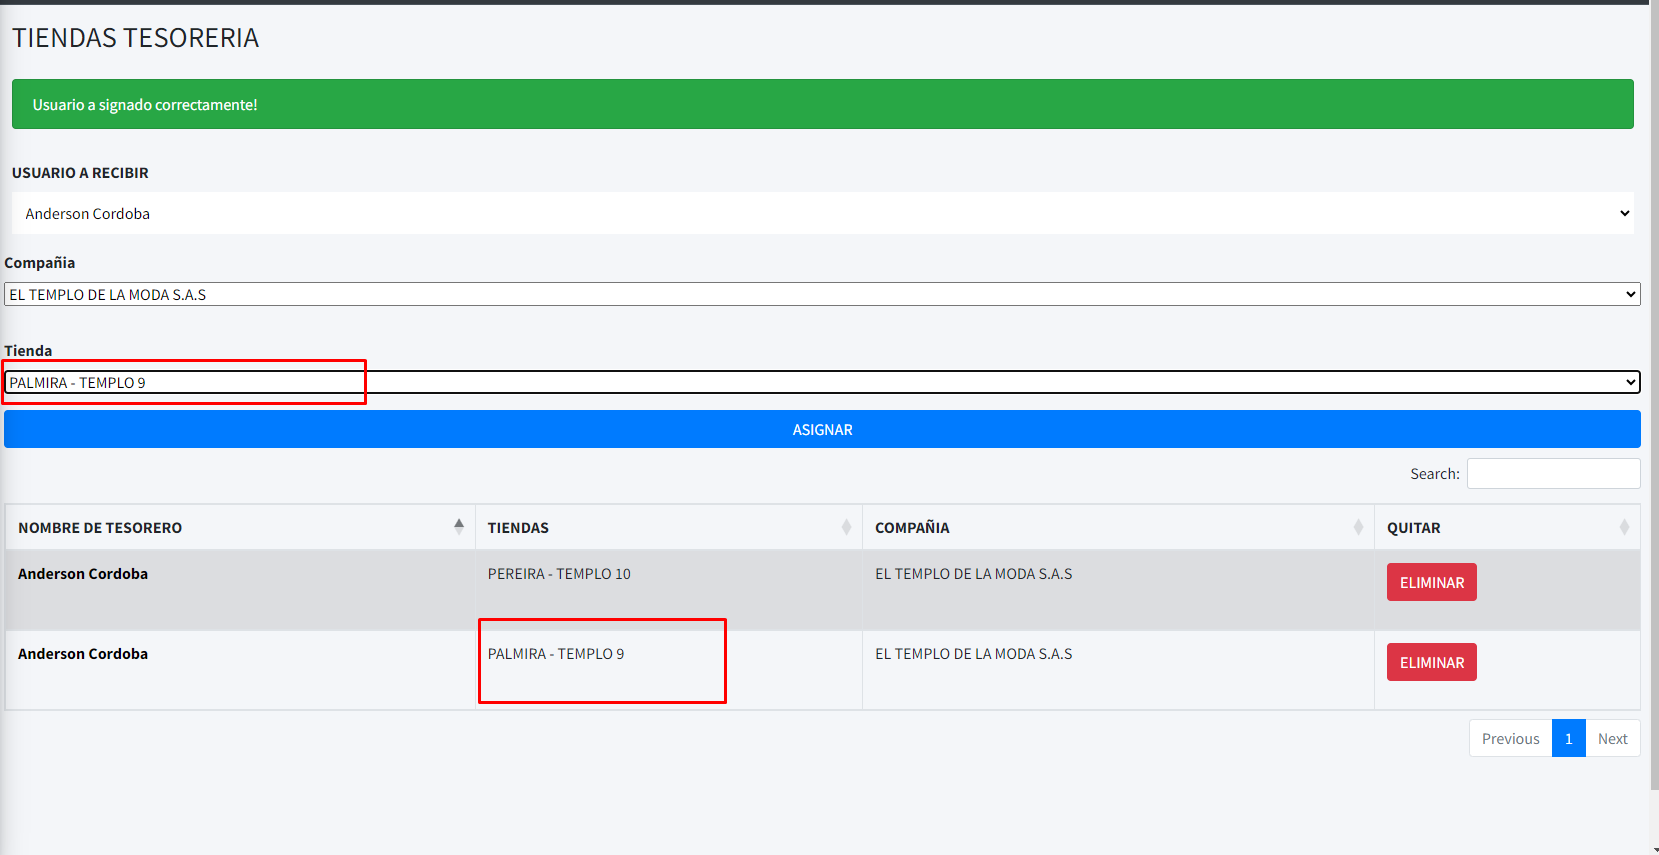 TIENDAS TESORERIA
Usuario a signado correctamente!
USUARIO A RECIBIR
Anderson Cordoba
Compañia
EL TEMPLO DE LA MODA S.A.S
Tienda
PALMIRA - TEMPLO 9
ASIGNAR
Search:
NOMBRE DE TESORERO TIENDAS COMPAÑIA QUITAR
Anderson Cordoba PEREIRA - TEMPLO 10 EL TEMPLO DE LA MODA S.A.S ELIMINAR
Anderson Cordoba PALMIRA - TEMPLO 9 EL TEMPLO DE LA MODA S.A.S ELIMINAR
Previous 1 Next